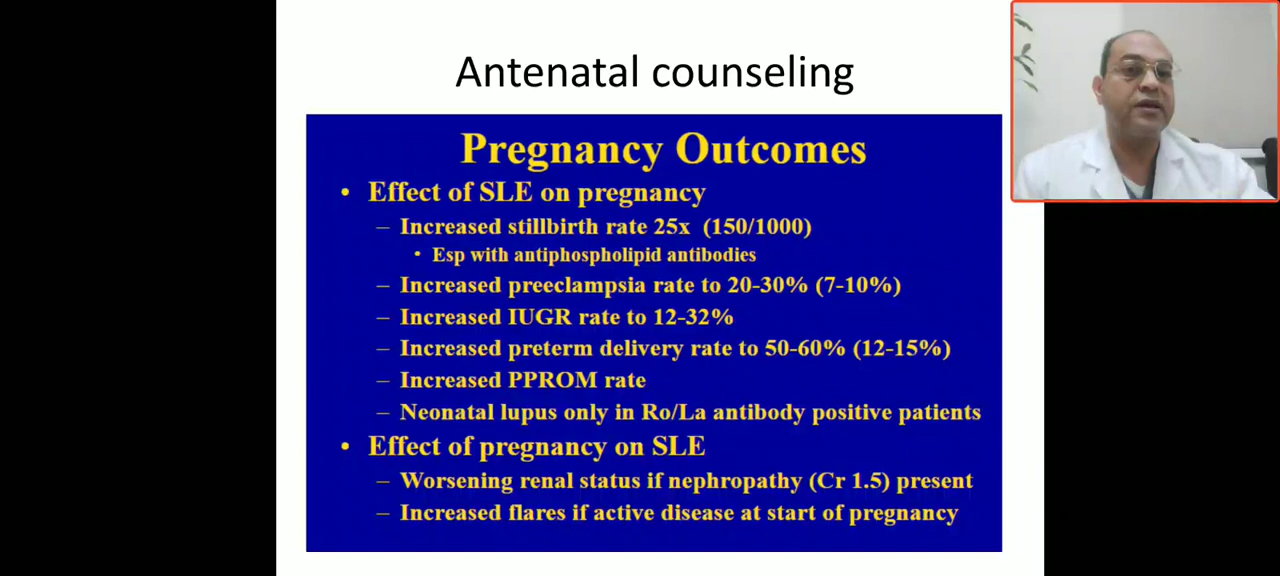 Antenatal counseling
Pregnancy Outcomes
• Effect of SLE on pregnancy
– Increased stillbirth rate 25x (150/1000)
• Esp with antiphospholipid antibodies
– Increased preeclampsia rate to 20-30% (7-10%)
– Increased IUGR rate to 12-32%
– Increased preterm delivery rate to 50-60% (12-15%)
– Increased PPROM rate
– Neonatal lupus only in Ro/La antibody positive patients
• Effect of pregnancy on SLE
– Worsening renal status if nephropathy (Cr 1.5) present
– Increased flares if active disease at start of pregnancy